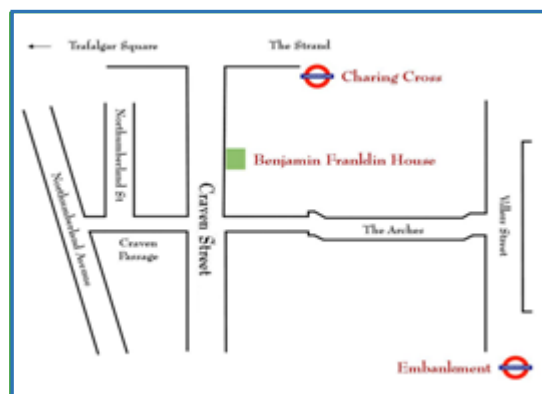 Trafalgar Square
The Strand
Charing Cross
Northumberland St
Benjamin Franklin House
Northumberland Avenue
Craven Street
Villiers Street
The Arches
Craven
Passage
Embankment